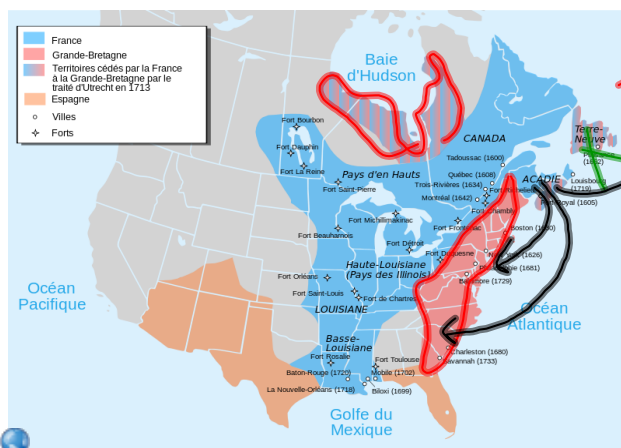 France
Grande-Bretagne
Territoires cédés par la France
à la Grande-Bretagne par le
traité d'Utrecht en 1713
Espagne
Villes
Forts
Baie
d'Hudson
Terre-
Neuve
CANADA
Fort Bourbon
Fort Dauphin
Fort La Reine
Pays d'en Hauts
Fort Saint-Pierre
Tadoussac (1600)
Québec (1608)
Trois-Rivières (1634)
Montréal (1642)
ACADIE
Louisbourg
(1719)
Port-Royal (1605)
Fort Chambly
Fort Michilimakinac
Fort Frontenac
Fort Beauharnois
Fort Détroit
Fort Duquesne
Boston (1630)
(1626)
(1681)
(1729)
Haute-Louisiane
(Pays des Illinois)
Fort Orléans
Fort Saint-Louis
Fort de Chartres
LOUISIANE
Océan
Pacifique
Océan
Atlantique
Basse-
Louisiane
Fort Rosalie
Fort Toulouse
Charleston (1680)
Savannah (1733)
Baton-Rouge (1720)
Mobile (1702)
La Nouvelle-Orléans (1718)
Biloxi (1699)
Golfe du
Mexique